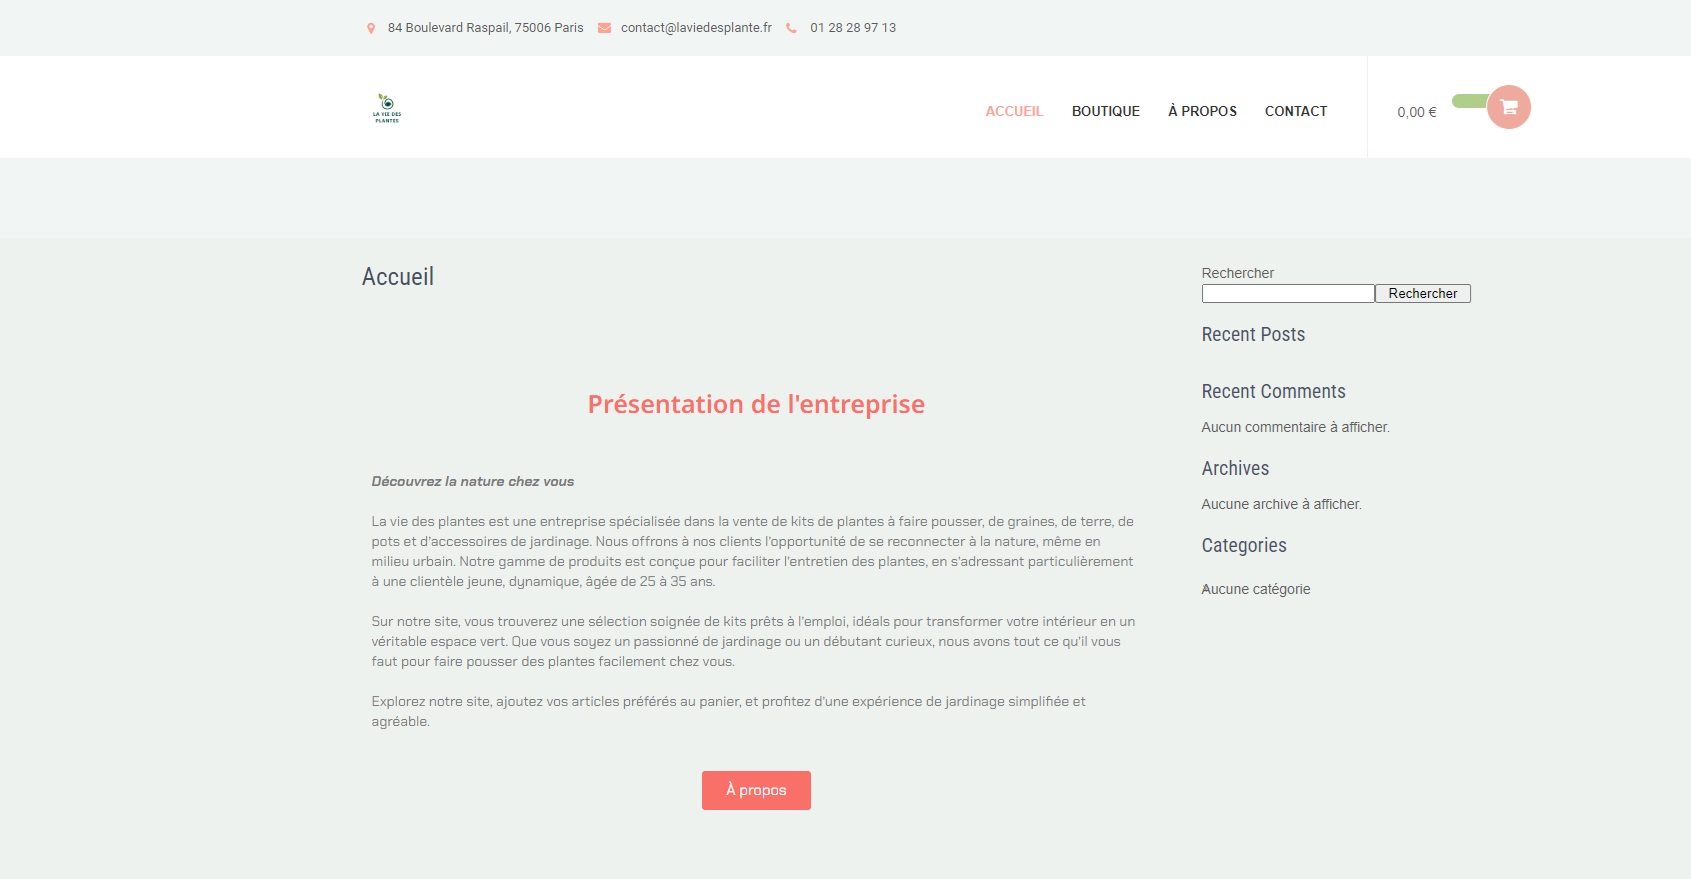 84 Boulevard Raspail, 75006 Paris contact@laviedesplante.fr 01 28 28 97 13
LA VIE DES
PLANTES
ACCUEIL BOUTIQUE À PROPOS CONTACT 0,00 €
Accueil
Présentation de l'entreprise
Découvrez la nature chez vous
La vie des plantes est une entreprise spécialisée dans la vente de kits de plantes à faire pousser, de graines, de terre, de
pots et d'accessoires de jardinage. Nous offrons à nos clients l'opportunité de se reconnecter à la nature, même en
milieu urbain. Notre gamme de produits est conçue pour faciliter l'entretien des plantes, en s'adressant particulièrement
à une clientèle jeune, dynamique, âgée de 25 à 35 ans.
Sur notre site, vous trouverez une sélection soignée de kits prêts à l'emploi, idéals pour transformer votre intérieur en un
véritable espace vert. Que vous soyez un passionné de jardinage ou un débutant curieux, nous avons tout ce qu'il vous
faut pour faire pousser des plantes facilement chez vous.
Explorez notre site, ajoutez vos articles préférés au panier, et profitez d'une expérience de jardinage simplifiée et
agréable.
À propos
Rechercher
Rechercher
Recent Posts
Recent Comments
Aucun commentaire à afficher.
Archives
Aucune archive à afficher.
Categories
Aucune catégorie